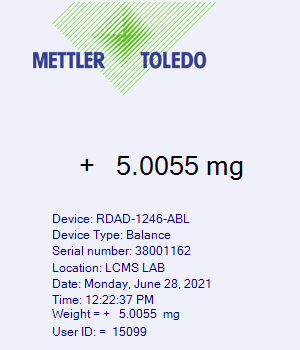 METTLER TOLEDO
+ 5.0055 mg
Device: RDAD-1246-ABL
Device Type: Balance
Serial number: 38001162
Location: LCMS LAB
Date: Monday, June 28, 2021
Time: 12:22:37 PM
Weight = + 5.0055 mg
User ID: = 15099